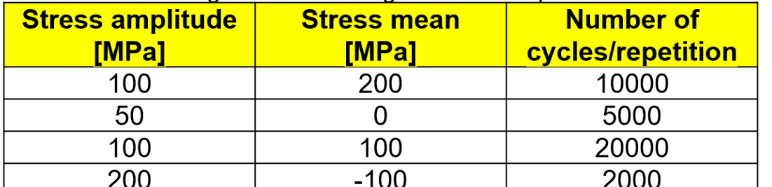 Stress amplitude [MPa] Stress mean [MPa] Number of cycles/repetition
100 200 10000
50 0 5000
100 100 20000
200 -100 2000